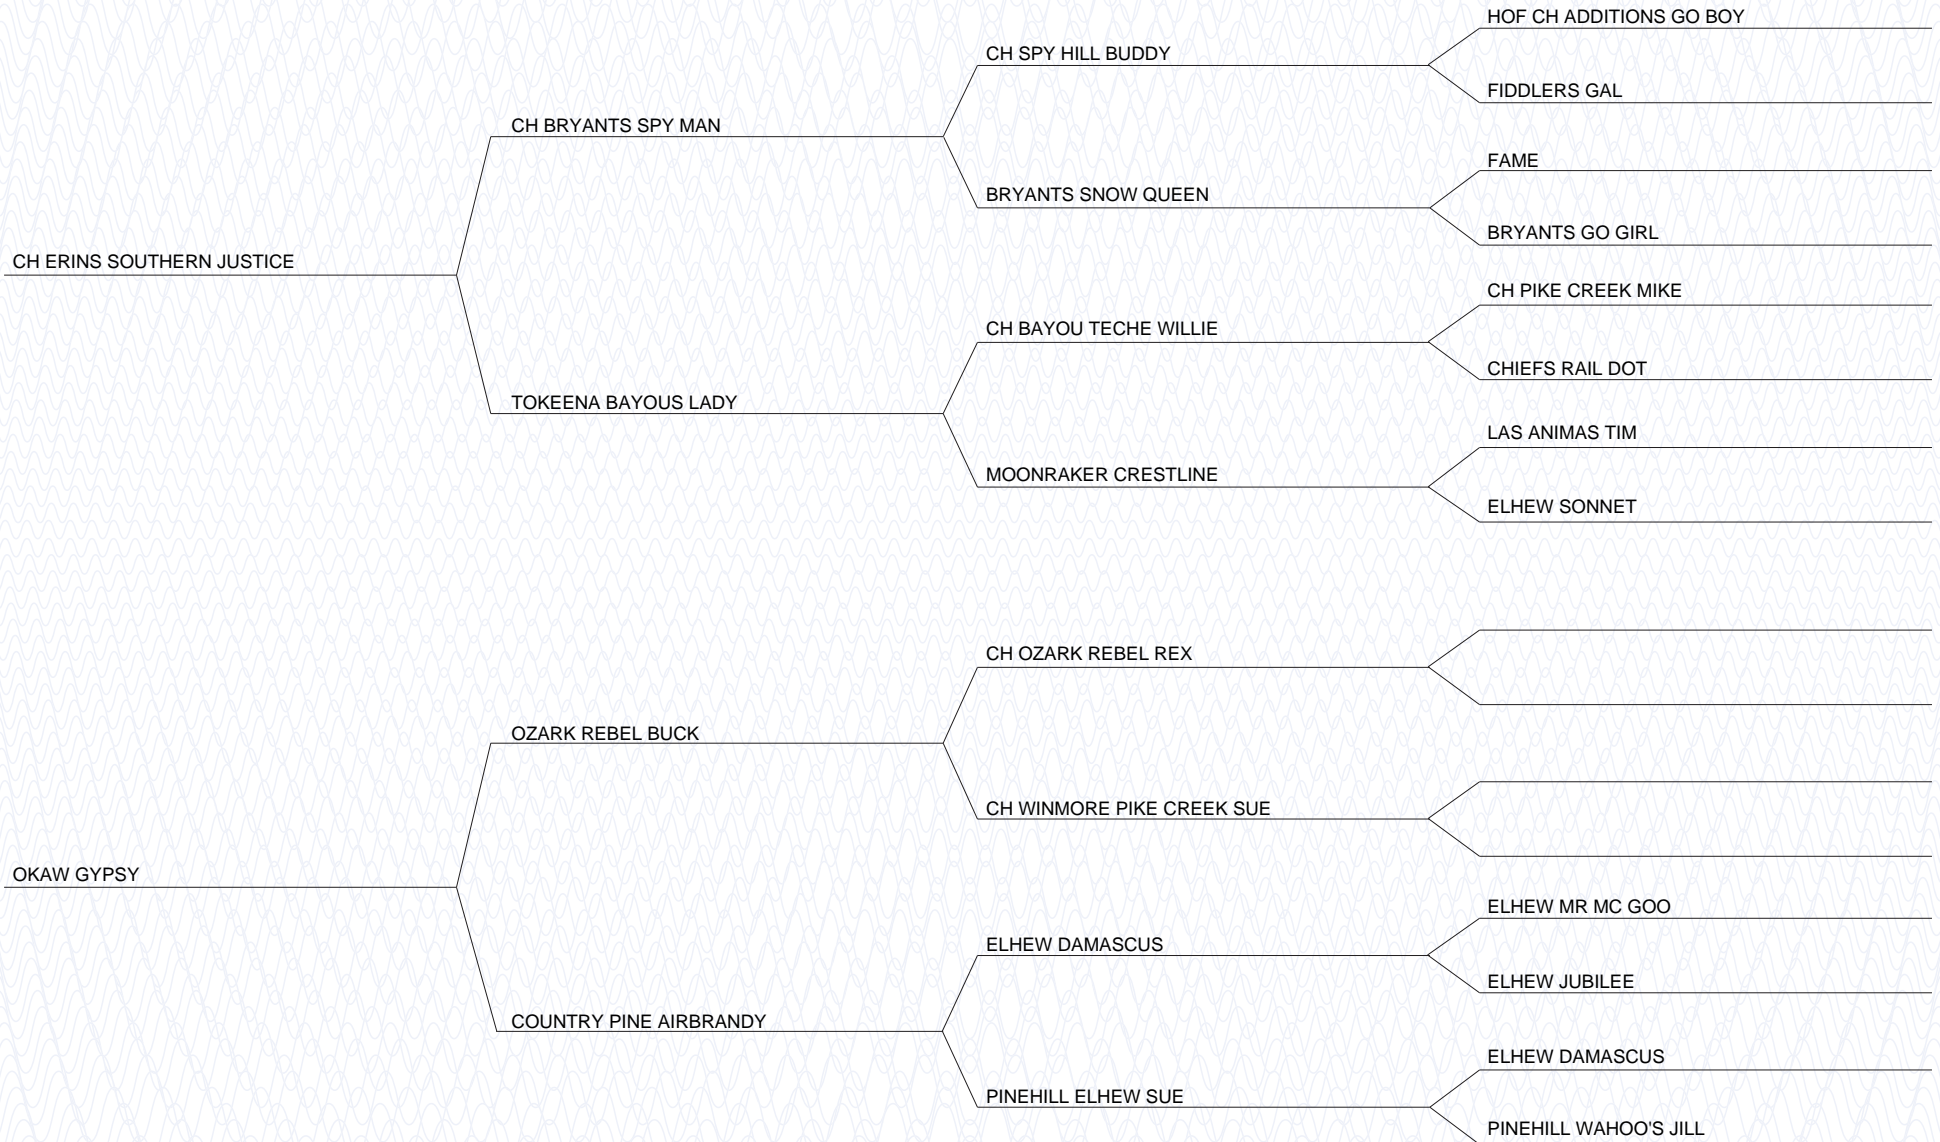 HOF CH ADDITIONS GO BOY
CH SPY HILL BUDDY
FIDDLERS GAL
CH BRYANTS SPY MAN
FAME
BRYANTS SNOW QUEEN
BRYANTS GO GIRL
CH ERINS SOUTHERN JUSTICE
CH PIKE CREEK MIKE
CH BAYOU TECHE WILLIE
CHIEFS RAIL DOT
TOKEENA BAYOUS LADY
LAS ANIMAS TIM
MOONRAKER CRESTLINE
ELHEW SONNET
CH OZARK REBEL REX
OZARK REBEL BUCK
CH WINMORE PIKE CREEK SUE
OKAW GYPSY
ELHEW MR MC GOO
ELHEW DAMASCUS
ELHEW JUBILEE
COUNTRY PINE AIRBRANDY
ELHEW DAMASCUS
PINEHILL ELHEW SUE
PINEHILL WAHOO'S JILL